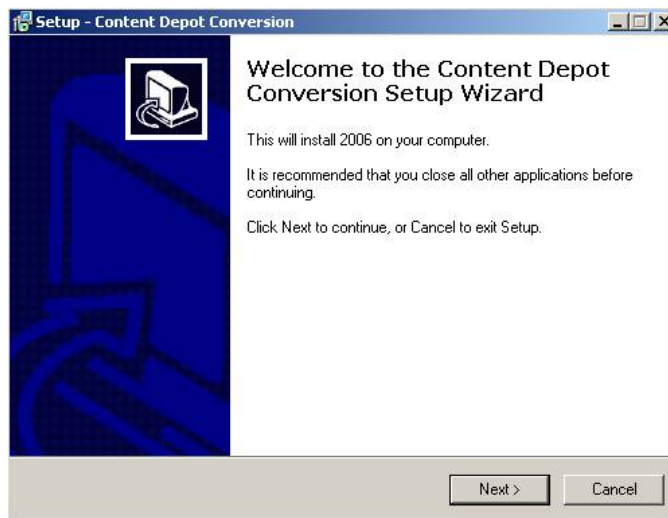 Setup - Content Depot Conversion
Welcome to the Content Depot
Conversion Setup Wizard
This will install 2006 on your computer.
It is recommended that you close all other applications before
continuing.
Click Next to continue, or Cancel to exit Setup.
Next >
Cancel